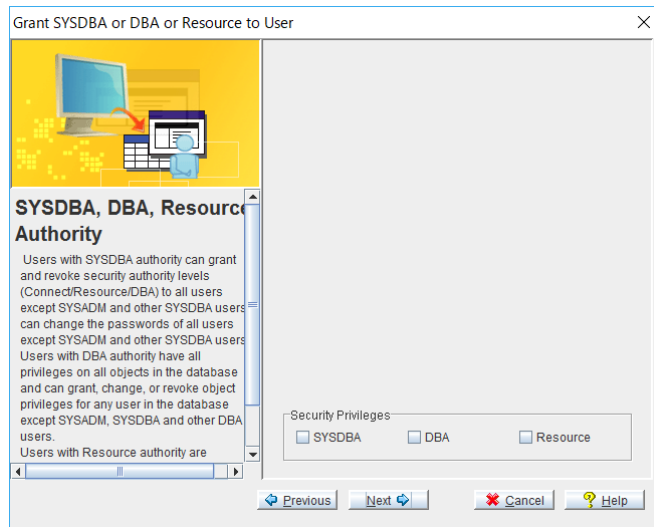 Grant SYSDBA or DBA or Resource to User
SYSDBA, DBA, Resource
Authority
Users with SYSDBA authority can grant
and revoke security authority levels
(Connect/Resource/DBA) to all users
except SYSADM and other SYSDBA users
can change the passwords of all users
except SYSADM and other SYSDBA users
Users with DBA authority have all
privileges on all objects in the database
and can grant, change, or revoke object
privileges for any user in the database
except SYSADM, SYSDBA and other DBA
users.
Users with Resource authority are
Security Privileges
SYSDBA DBA Resource
Previous Next Cancel Help